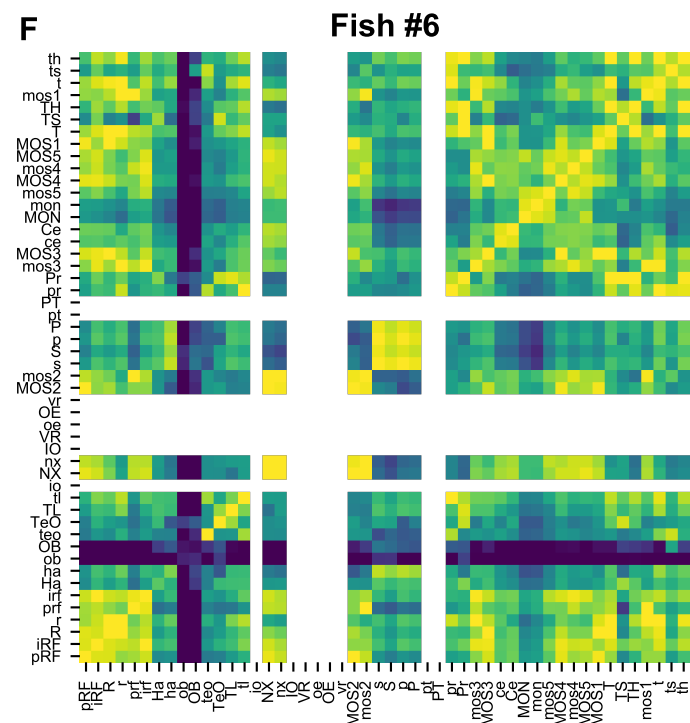 F
Fish #6
th
ts
t
mos1
TH
TS
T
MOS1
MOS5
mos4
MOS4
mos5
mon
MON
Ce
ce
MOS3
mos3
Pr
pr
PT
pt
P
p
S
s
mos2
MOS2
vr
OE
oe
VR
IO
nx
NX
io
tl
TL
TeO
teo
OB
ob
ha
Ha
irf
prf
r
R
iRF
pRF
pRF iRF R r prf irf Ha ha ob OB teo TeO TL tl io NX nx IO VR oe OE vr MOS2 mos2 s S p P pt PT pr Pr mos3 MOS3 ce Ce MON mon mos5 MOS4 mos4 MOS5 MOS1 T TS TH mos1 t ts th